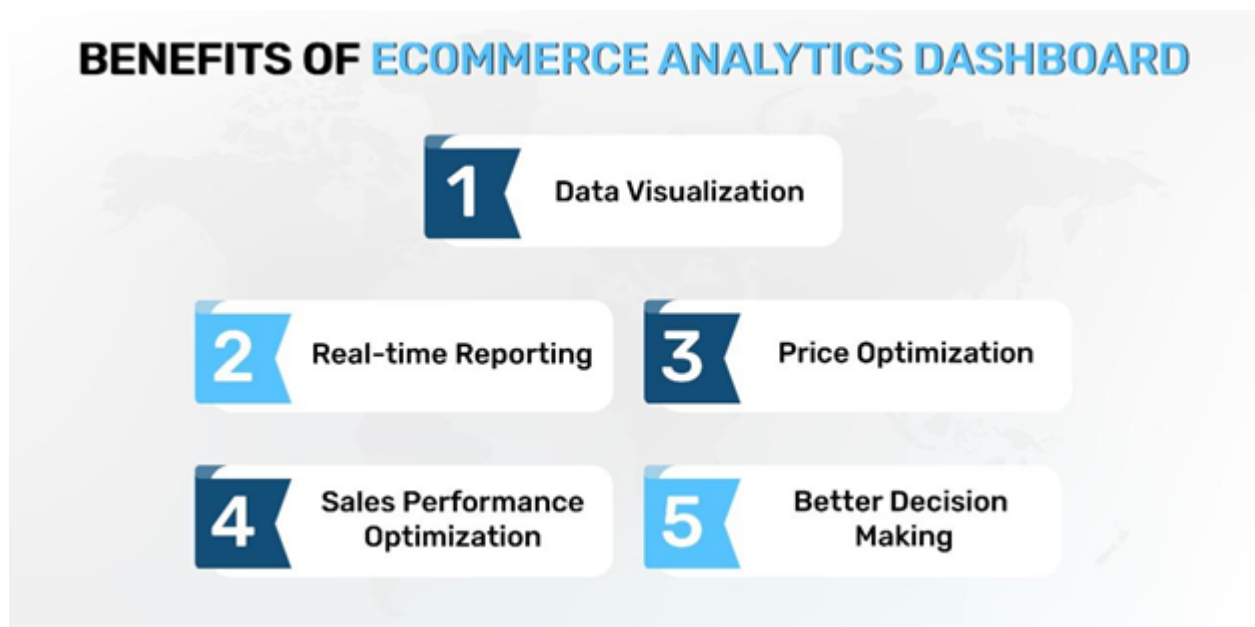 BENEFITS OF ECOMMERCE ANALYTICS DASHBOARD
1
Data Visualization
2
Real-time Reporting
3
Price Optimization
4
Sales Performance
Optimization
5
Better Decision
Making